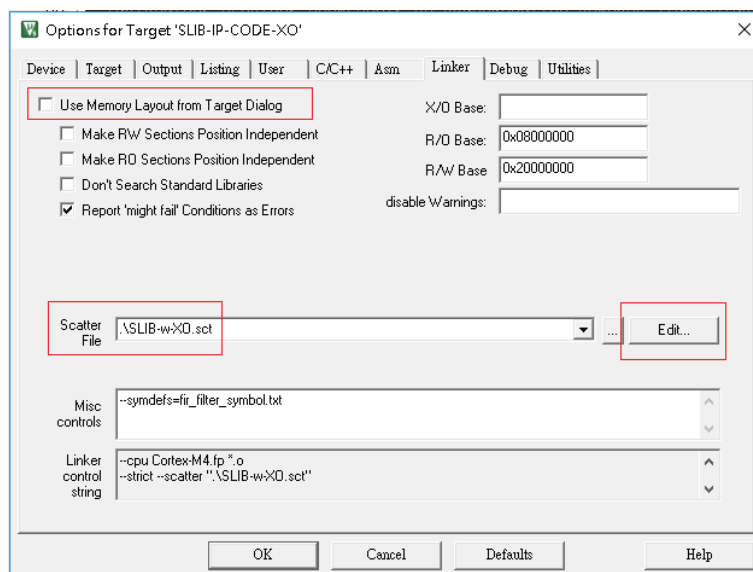 Options for Target 'SLIB-IP-CODE-XO'
Device | Target | Output | Listing | User | C/C++ | Asm | Linker | Debug | Utilities
Use Memory Layout from Target Dialog
X/O Base:
Make RW Sections Position Independent
R/O Base: 0x08000000
Make RO Sections Position Independent
R/W Base 0x20000000
Don't Search Standard Libraries
disable Warnings:
Report 'might fail' Conditions as Errors
Scatter
File
.\SLIB-w-XO.sct
...
Edit...
Misc
controls
--symdefs=fir_filter_symbol.txt
Linker
control
string
--cpu Cortex-M4.fp *.o
--strict --scatter ".\SLIB-w-XO.sct"
OK Cancel Defaults Help